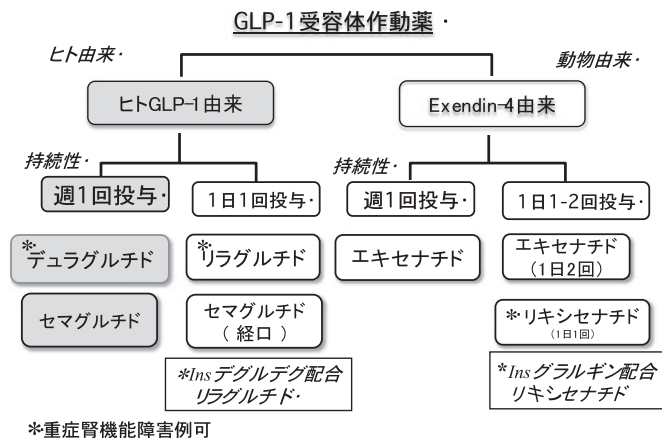 GLP-1受容体作動薬・
ヒト由来・
動物由来・
ヒトGLP-1由来
Exendin-4由来
持続性・
持続性・
週1回投与・
1日1回投与・
週1回投与・
1日1-2回投与・
*・デュラグルチド
*・リラグルチド
エキセナチド
エキセナチド
(1日2回)
セマグルチド
セマグルチド
( 経口 )
*・リキシセナチド
(1日1回)
*Insデグルデグ配合
リラグルチド・
*Insグラルギン配合
リキシセナチド
*・重症腎機能障害例可